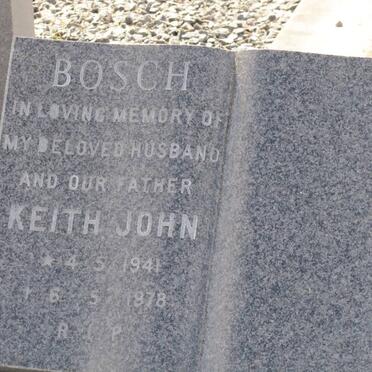 BOSCH
IN LOVING MEMORY OF
MY BELOVED HUSBAND
AND OUR FATHER
KEITH JOHN
★ 4. 5. 1941
† 6. 5. 1978
R. I. P.